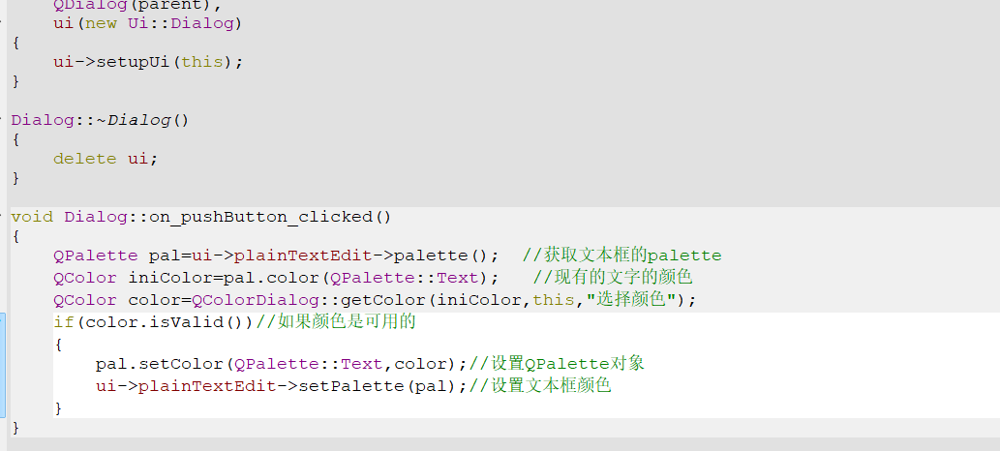 QDialog(parent),
ui(new Ui::Dialog)
{
ui->setupUi(this);
}
Dialog::~Dialog()
{
delete ui;
}
void Dialog::on_pushButton_clicked()
{
QPalette pal=ui->plainTextEdit->palette();  //获取文本框的palette
QColor iniColor=pal.color(QPalette::Text);   //现有的文字的颜色
QColor color=QColorDialog::getColor(iniColor,this,"选择颜色");
if(color.isValid())//如果颜色是可用的
{
pal.setColor(QPalette::Text,color);//设置QPalette对象
ui->plainTextEdit->setPalette(pal);//设置文本框颜色
}
}